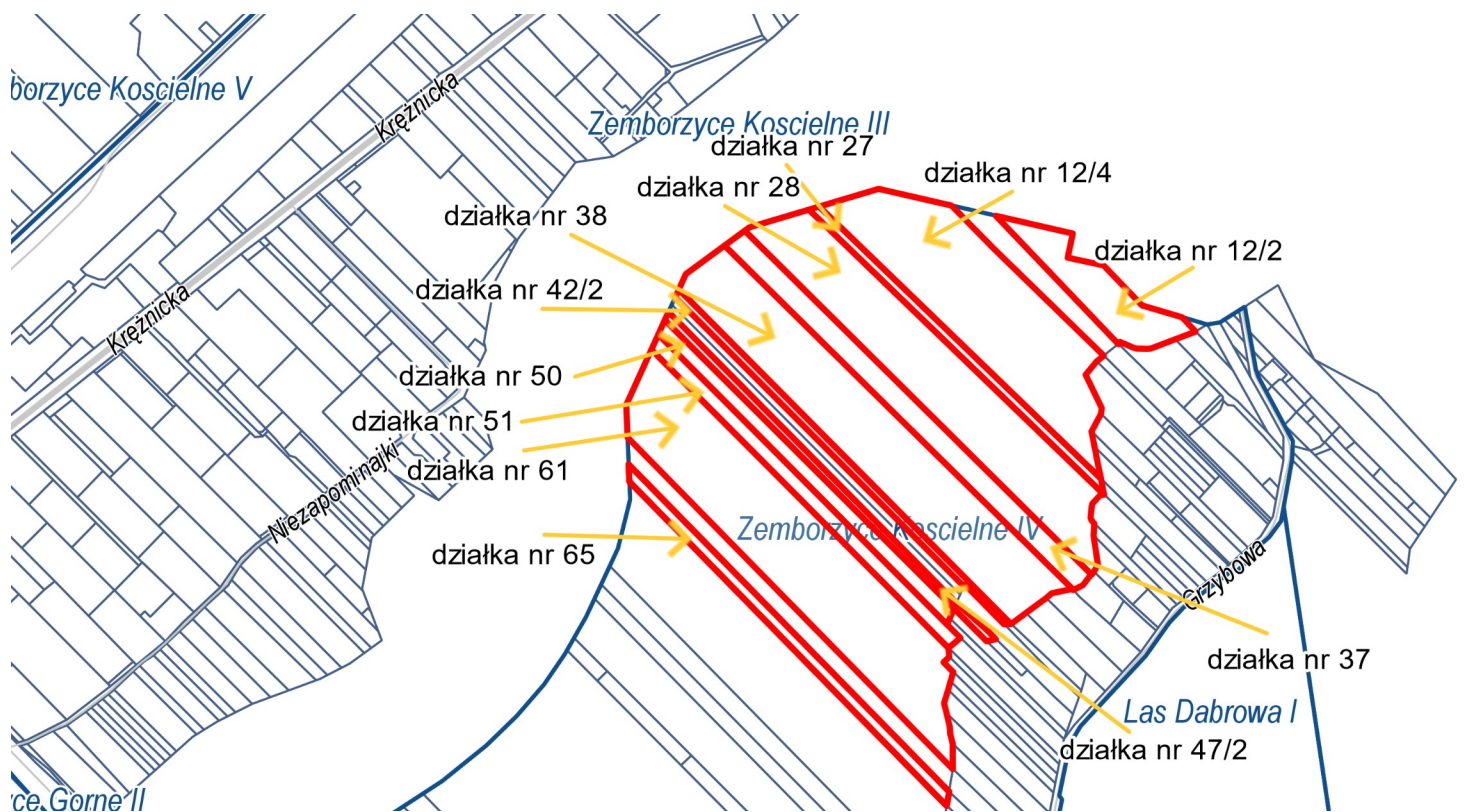 borzyce Koscielne V
Krężnicka
Zemborzyce Koscielne III
działka nr 27
działka nr 12/4
działka nr 28
działka nr 38
działka nr 12/2
działka nr 42/2
Krężnicka
działka nr 50
działka nr 51
działka nr 61
Niezapominajki
Zemborzyce Koscielne IV
działka nr 65
Grzybowa
działka nr 37
Las Dabrowa I
działka nr 47/2
ce Gorne II